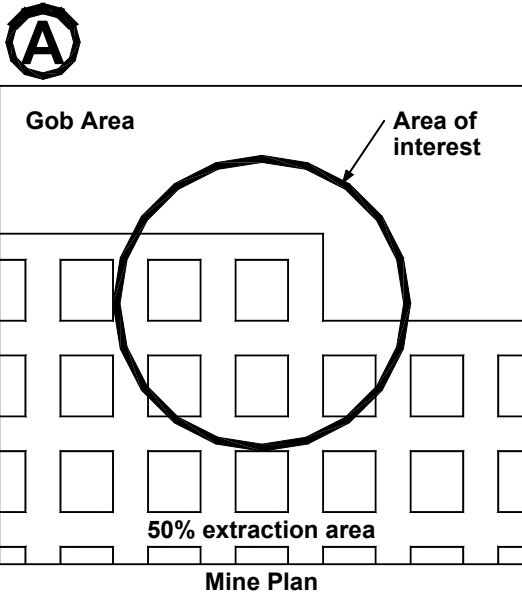 A
Gob Area
Area of
interest
50% extraction area
Mine Plan